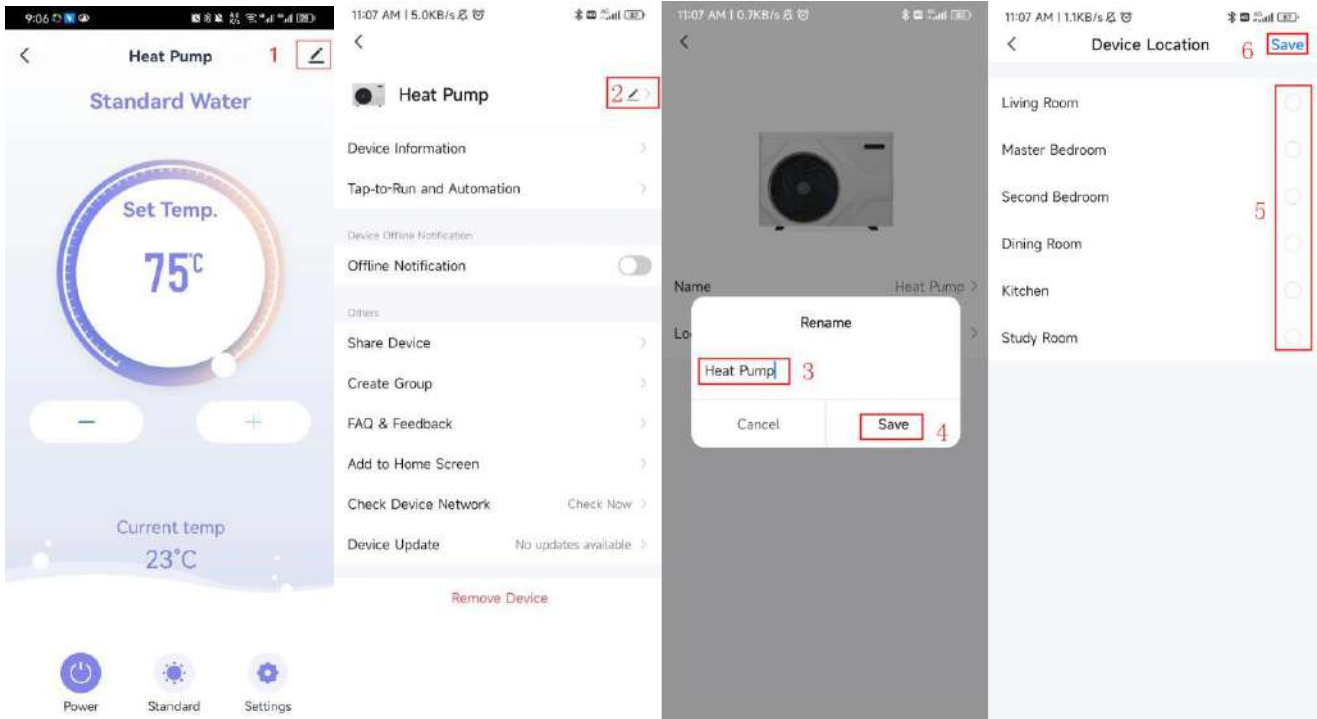 9:06
Heat Pump
1
Standard Water
Set Temp.
75°C
Current temp
23°C
Power
Standard
Settings
11:07 AM | 5.0KB/s
Heat Pump
2
Device Information
Tap-to-Run and Automation
Device Offline Notification
Offline Notification
Others
Share Device
Create Group
FAQ & Feedback
Add to Home Screen
Check Device Network Check Now
Device Update No updates available
Remove Device
11:07 AM | 0.7KB/s
Name Heat Pump
Lo
Rename
Heat Pump 3
Cancel Save 4
11:07 AM | 1.1KB/s
Device Location 6 Save
Living Room
Master Bedroom
Second Bedroom
5
Dining Room
Kitchen
Study Room